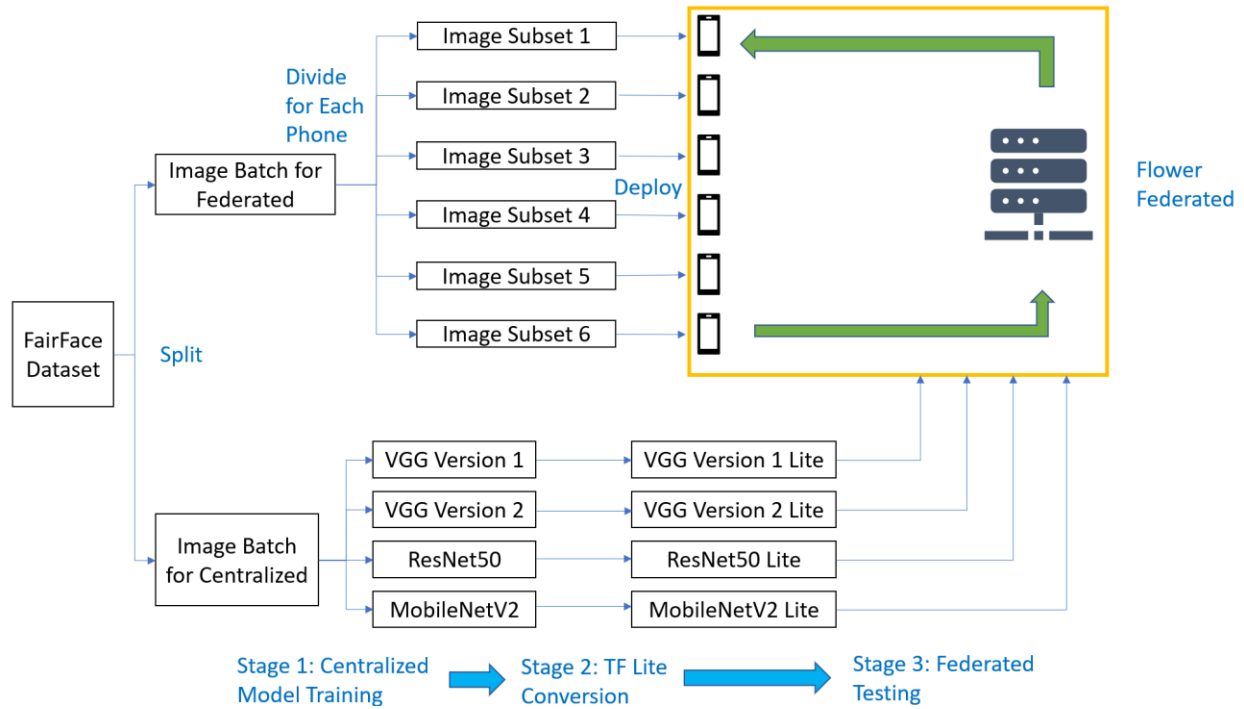 Image Subset 1
Divide
for Each
Phone
Image Subset 2
Image Batch for
Federated
Image Subset 3
Deploy
Image Subset 4
Image Subset 5
Image Subset 6
Flower
Federated
FairFace
Dataset
Split
VGG Version 1
VGG Version 1 Lite
VGG Version 2
VGG Version 2 Lite
Image Batch
for Centralized
ResNet50
ResNet50 Lite
MobileNetV2
MobileNetV2 Lite
Stage 1: Centralized
Model Training
Stage 2: TF Lite
Conversion
Stage 3: Federated
Testing